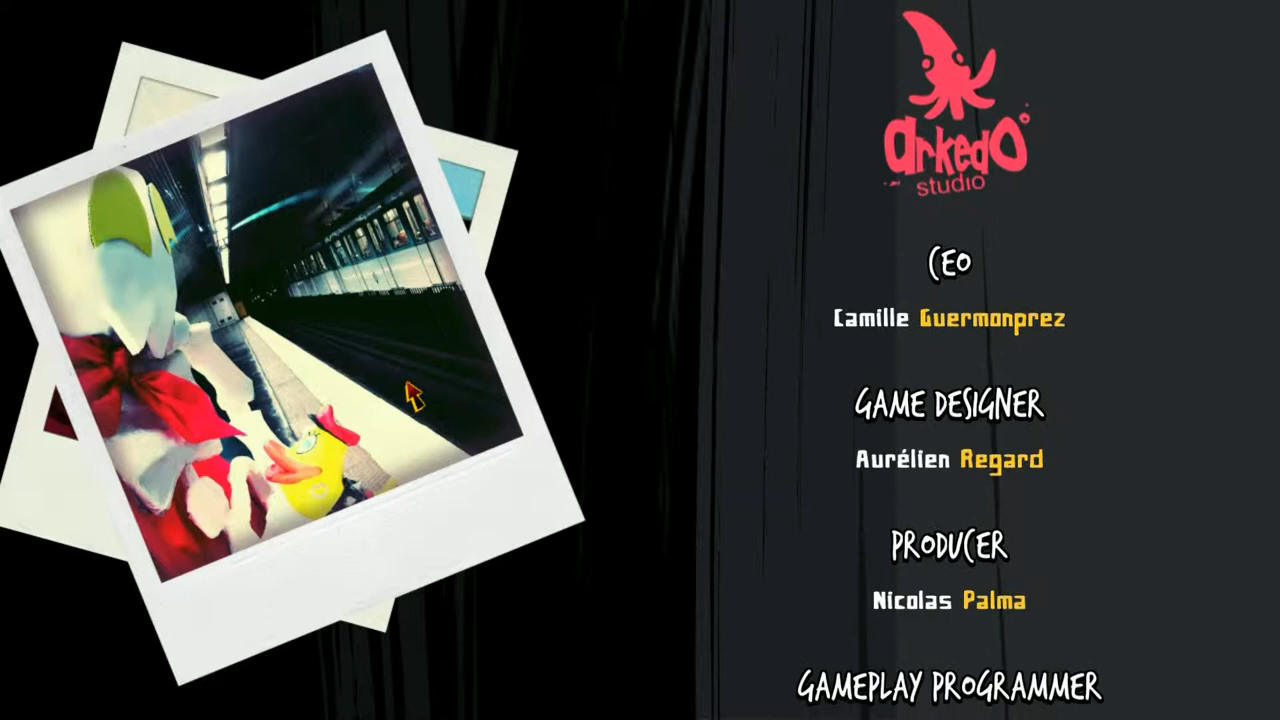 arkedo
studio
CEO
Camille Guermonprez
GAME DESIGNER
Aurélien Regard
PRODUCER
Nicolas Palma
GAMEPLAY PROGRAMMER